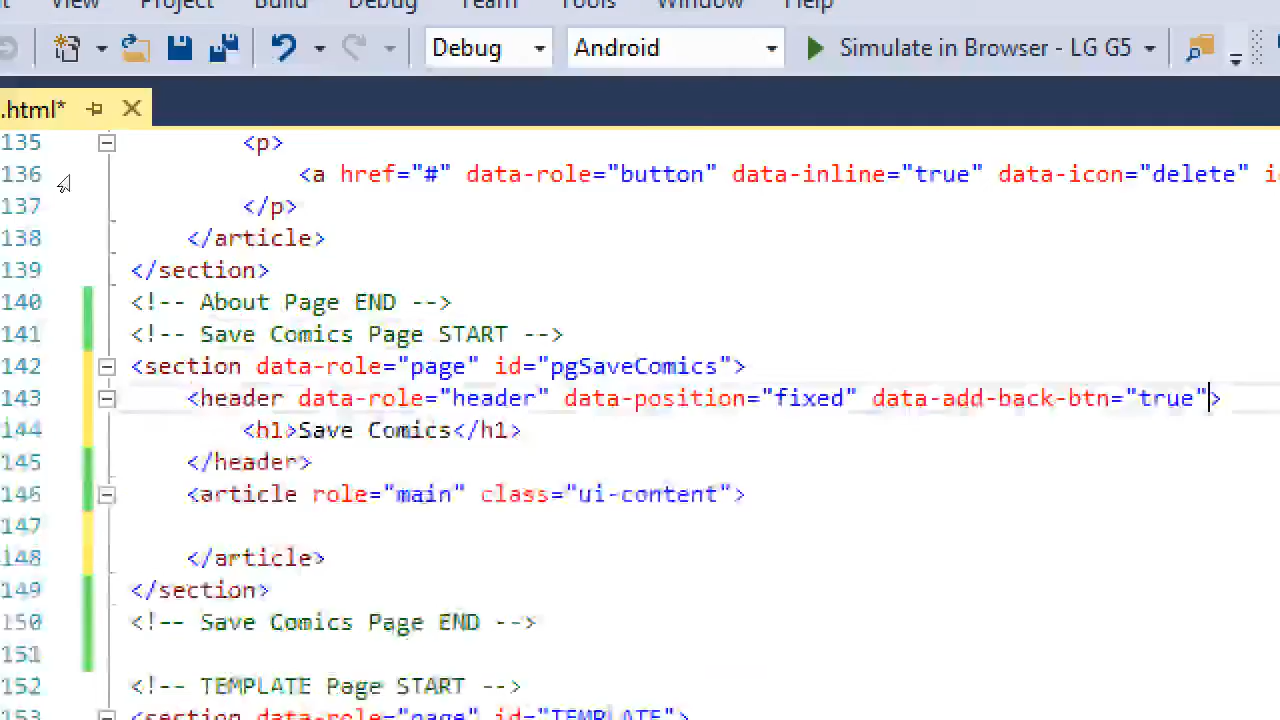 View Project Build Debug Team Tools Window Help
Debug Android Simulate in Browser - LG G5
.html*
135 <p>
136 <a href="#" data-role="button" data-inline="true" data-icon="delete"
137 </p>
138 </article>
139 </section>
140 <!-- About Page END -->
141 <!-- Save Comics Page START -->
142 <section data-role="page" id="pgSaveComics">
143 <header data-role="header" data-position="fixed" data-add-back-btn="true">
144 <h1>Save Comics</h1>
145 </header>
146 <article role="main" class="ui-content">
147
148 </article>
149 </section>
150 <!-- Save Comics Page END -->
151
152 <!-- TEMPLATE Page START -->
153 <section data-role="page" id="TEMPLATE">